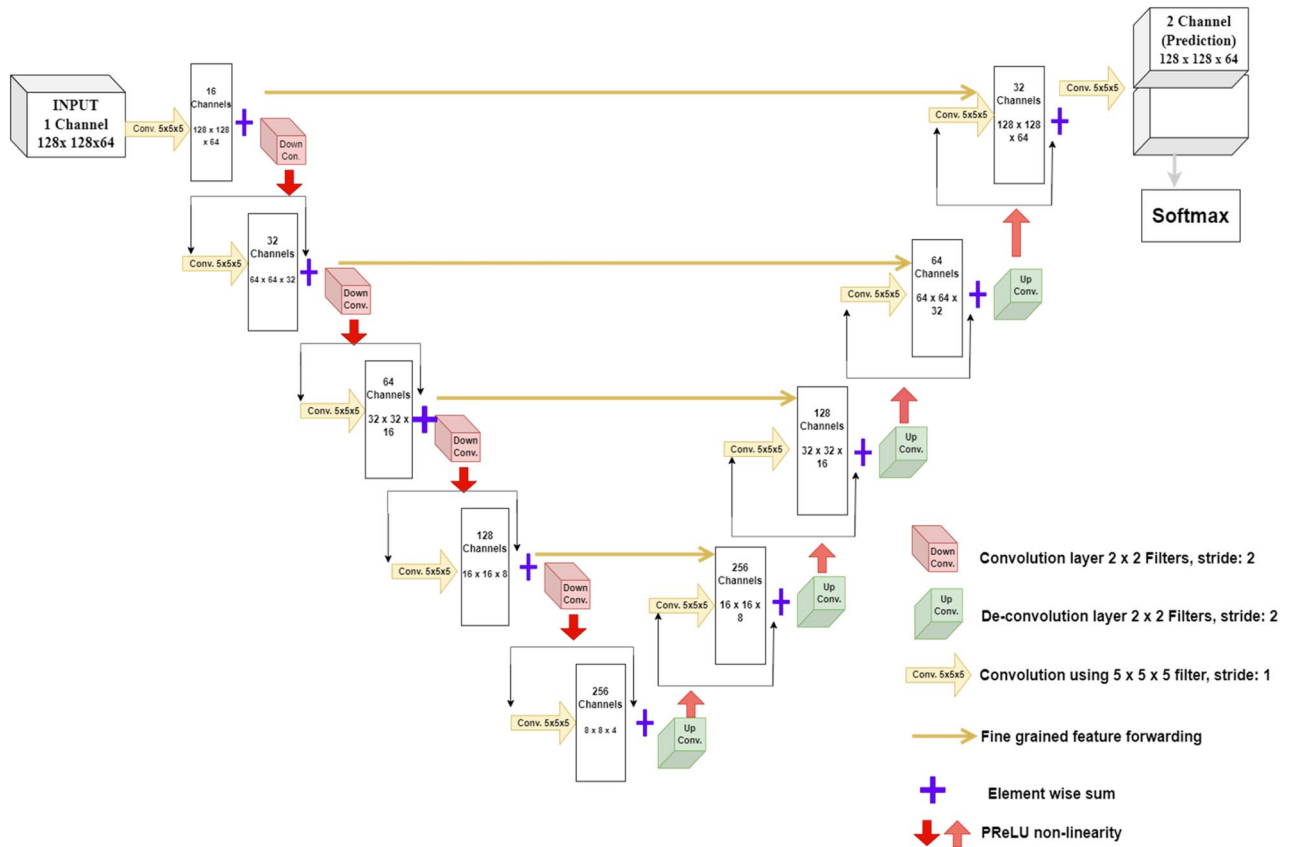 INPUT
1 Channel
128x 128x64
Conv. 5x5x5
16
Channels
128 x 128
x 64
Down
Con.
Conv. 5x5x5
32
Channels
64 x 64 x 32
Down
Conv.
Conv. 5x5x5
64
Channels
32 x 32 x
16
Down
Conv.
Conv. 5x5x5
128
Channels
16 x 16 x 8
Down
Conv.
Conv. 5x5x5
256
Channels
8 x 8 x 4
Up
Conv.
Conv. 5x5x5
256
Channels
16 x 16 x
8
Up
Conv.
Conv. 5x5x5
128
Channels
32 x 32 x
16
Up
Conv.
Conv. 5x5x5
64
Channels
64 x 64 x
32
Up
Conv.
Conv. 5x5x5
32
Channels
128 x 128
x 64
Conv. 5x5x5
2 Channel
(Prediction)
128 x 128 x 64
Softmax
Down
Conv.
Convolution layer 2 x 2 Filters, stride: 2
Up
Conv.
De-convolution layer 2 x 2 Filters, stride: 2
Conv. 5x5x5
Convolution using 5 x 5 x 5 filter, stride: 1
Fine grained feature forwarding
Element wise sum
PReLU non-linearity